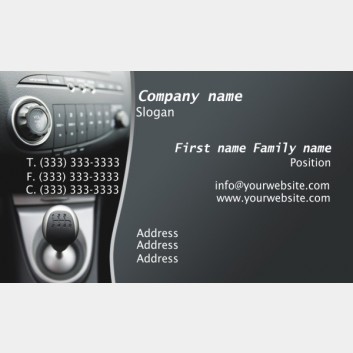 Company name
Slogan
First name Family name
Position
T. (333) 333-3333
F. (333) 333-3333
C. (333) 333-3333
info@yourwebsite.com
www.yourwebsite.com
Address
Address
Address